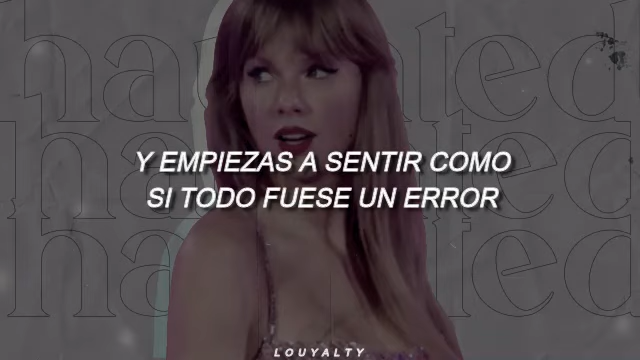 haunted
haunted
haunted
Y EMPIEZAS A SENTIR COMO
SI TODO FUESE UN ERROR
LOUYALTY